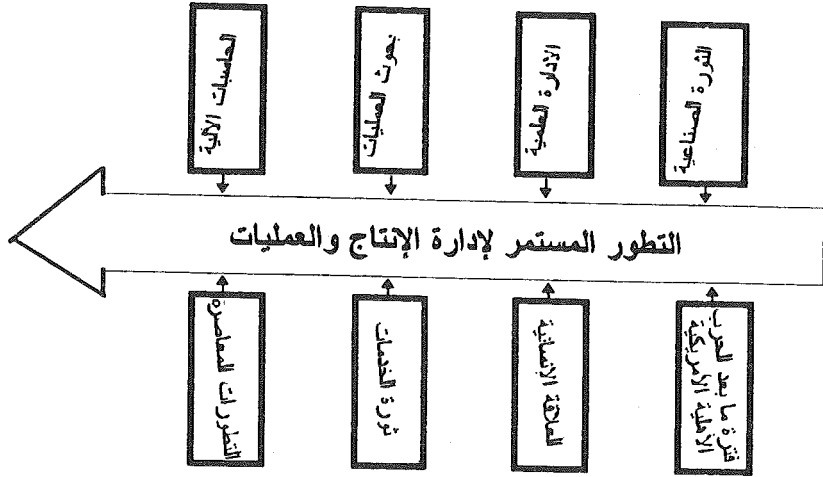 الثورة الصناعية
الادارة العلمية
بحوث العمليات
الحاسبات الآلية
التطور المستمر لإدارة الإنتاج والعمليات
فترة ما بعد الحرب
الأهلية الأمريكية
العلاقة الإنسانية
ثورة الخدمات
التطورات المعاصرة